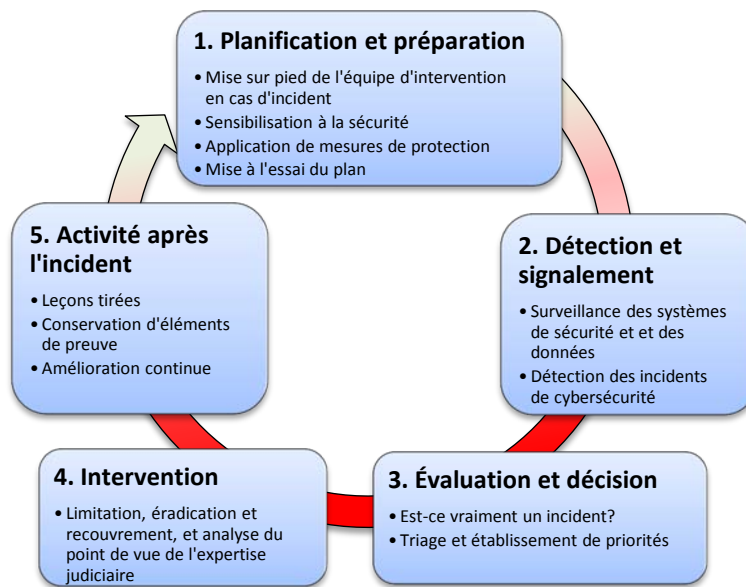 1. Planification et préparation
• Mise sur pied de l'équipe d'intervention
en cas d'incident
• Sensibilisation à la sécurité
• Application de mesures de protection
• Mise à l'essai du plan
2. Détection et
signalement
• Surveillance des systèmes
de sécurité et et des
données
• Détection des incidents
de cybersécurité
3. Évaluation et décision
• Est-ce vraiment un incident?
• Triage et établissement de priorités
4. Intervention
• Limitation, éradication et
recouvrement, et analyse du
point de vue de l'expertise
judiciaire
5. Activité après
l'incident
• Leçons tirées
• Conservation d'éléments
de preuve
• Amélioration continue